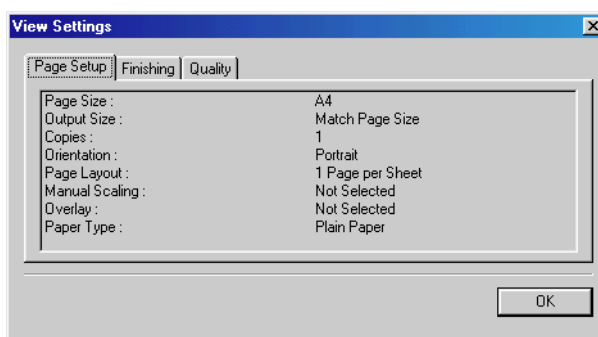 View Settings
Page Setup Finishing Quality
Page Size : A4
Output Size : Match Page Size
Copies : 1
Orientation : Portrait
Page Layout : 1 Page per Sheet
Manual Scaling : Not Selected
Overlay : Not Selected
Paper Type : Plain Paper
OK